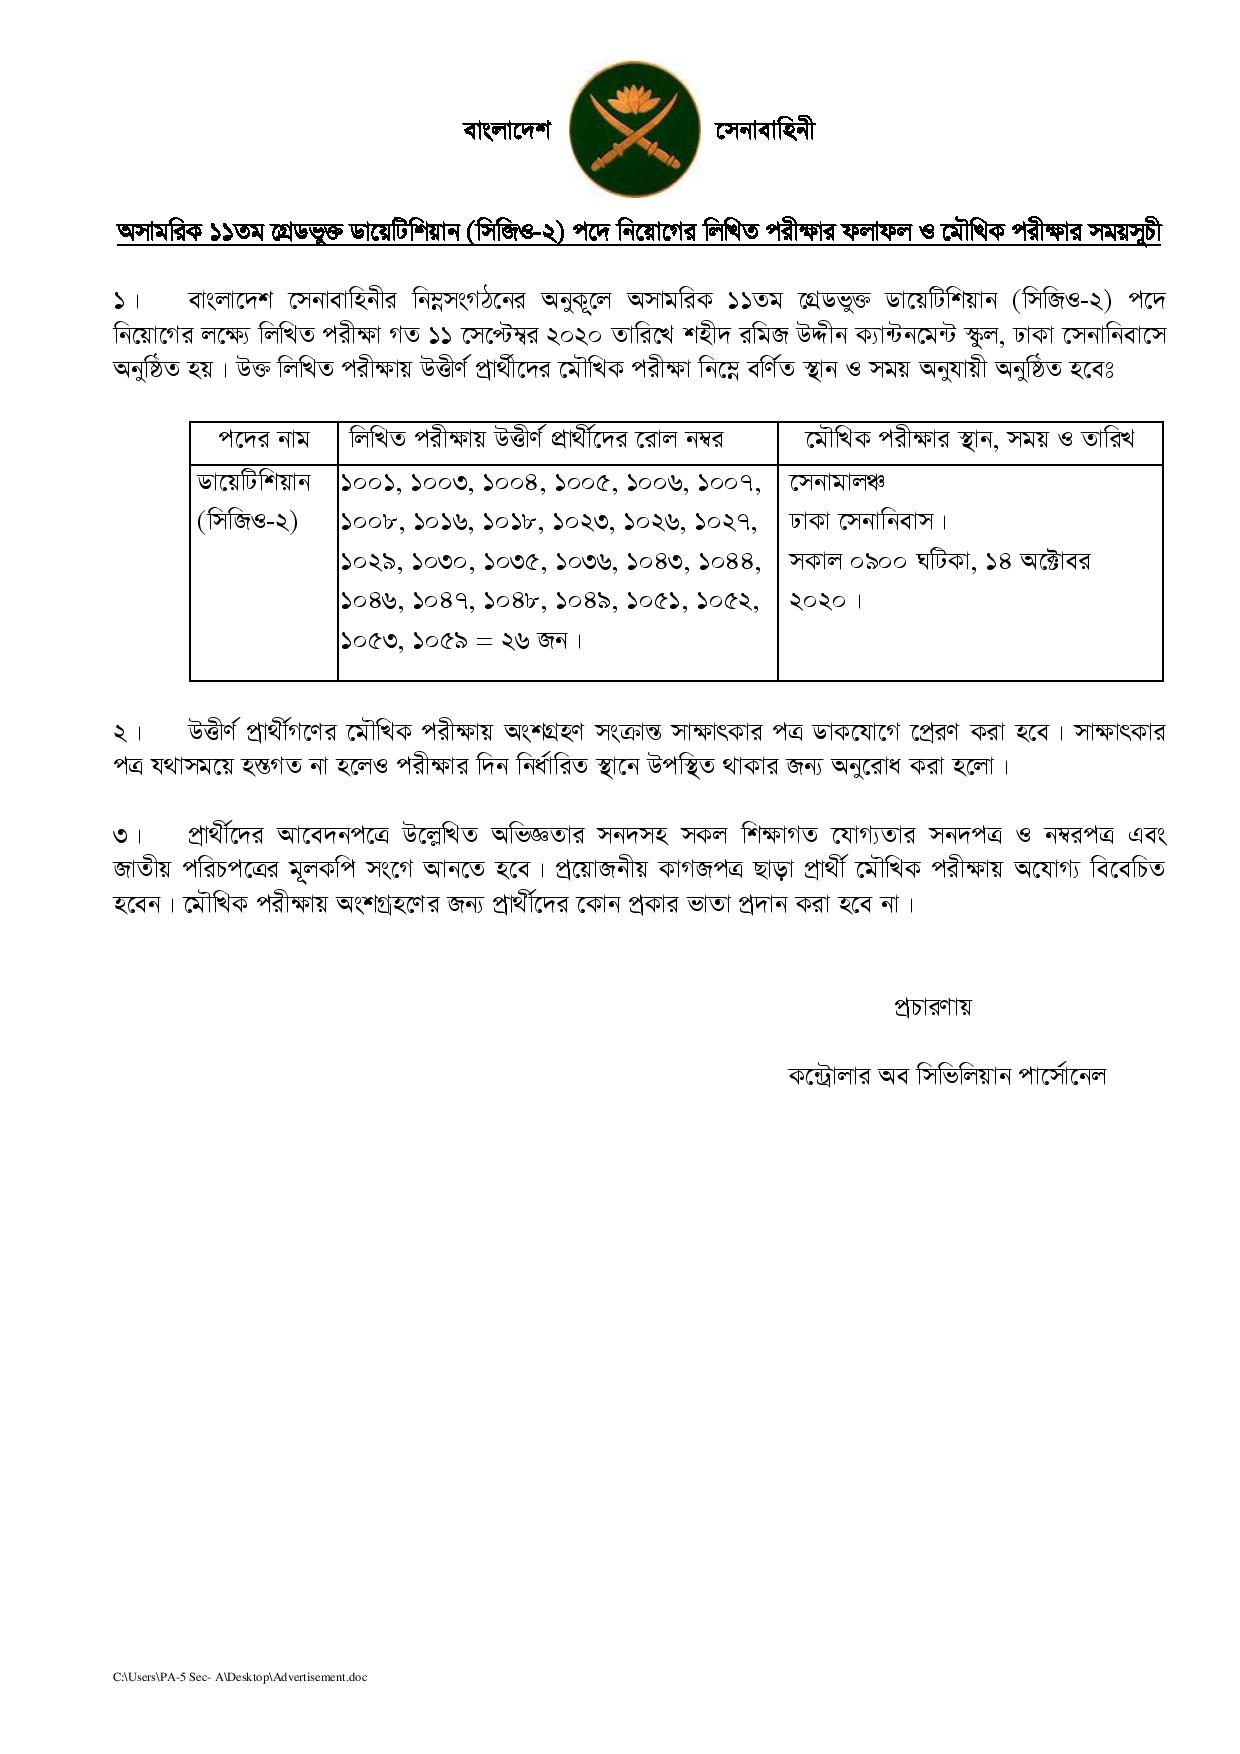 বাংলাদেশ সেনাবাহিনী
অসামরিক ১১তম গ্রেডভুক্ত ডায়েটিশিয়ান (সিজিও-২) পদে নিয়োগের লিখিত পরীক্ষার ফলাফল ও মৌখিক পরীক্ষার সময়সূচী
১। বাংলাদেশ সেনাবাহিনীর নিম্নসংগঠনের অনুকূলে অসামরিক ১১তম গ্রেডভুক্ত ডায়েটিশিয়ান (সিজিও-২) পদে
নিয়োগের লক্ষ্যে লিখিত পরীক্ষা গত ১১ সেপ্টেম্বর ২০২০ তারিখে শহীদ রমিজ উদ্দীন ক্যান্টনমেন্ট স্কুল, ঢাকা সেনানিবাসে
অনুষ্ঠিত হয়। উক্ত লিখিত পরীক্ষায় উত্তীর্ণ প্রার্থীদের মৌখিক পরীক্ষা নিম্নে বর্ণিত স্থান ও সময় অনুযায়ী অনুষ্ঠিত হবেঃ
পদের নাম লিখিত পরীক্ষায় উত্তীর্ণ প্রার্থীদের রোল নম্বর মৌখিক পরীক্ষার স্থান, সময় ও তারিখ
ডায়েটিশিয়ান ১০০১, ১০০৩, ১০০৪, ১০০৫, ১০০৬, ১০০৭, সেনামালঞ্চ
(সিজিও-২) ১০০৮, ১০১৬, ১০১৮, ১০২৩, ১০২৬, ১০২৭, ঢাকা সেনানিবাস।
১০২৯, ১০৩০, ১০৩৫, ১০৩৬, ১০৪৩, ১০৪৪, সকাল ০৯০০ ঘটিকা, ১৪ অক্টোবর
১০৪৬, ১০৪৭, ১০৪৮, ১০৪৯, ১০৫১, ১০৫২, ২০২০।
১০৫৩, ১০৫৯ = ২৬ জন।
২। উত্তীর্ণ প্রার্থীগণের মৌখিক পরীক্ষায় অংশগ্রহণ সংক্রান্ত সাক্ষাৎকার পত্র ডাকযোগে প্রেরণ করা হবে। সাক্ষাৎকার
পত্র যথাসময়ে হস্তগত না হলেও পরীক্ষার দিন নির্ধারিত স্থানে উপস্থিত থাকার জন্য অনুরোধ করা হলো।
৩। প্রার্থীদের আবেদনপত্রে উল্লেখিত অভিজ্ঞতার সনদসহ সকল শিক্ষাগত যোগ্যতার সনদপত্র ও নম্বরপত্র এবং
জাতীয় পরিচপত্রের মূলকপি সংগে আনতে হবে। প্রয়োজনীয় কাগজপত্র ছাড়া প্রার্থী মৌখিক পরীক্ষায় অযোগ্য বিবেচিত
হবেন। মৌখিক পরীক্ষায় অংশগ্রহণের জন্য প্রার্থীদের কোন প্রকার ভাতা প্রদান করা হবে না।
প্রচারণায়
কন্ট্রোলার অব সিভিলিয়ান পার্সোনেল
C:\Users\PA-5 Sec- A\Desktop\Advertisement.doc